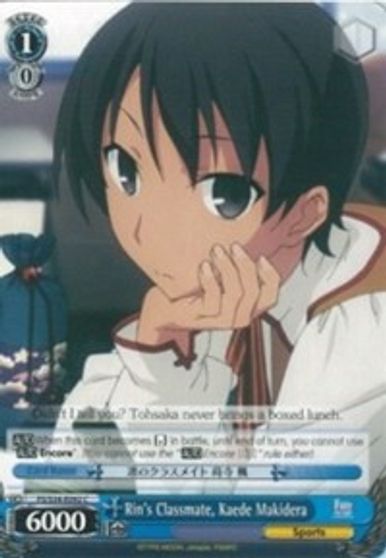 1
0
Didn't I tell you? Tohsaka never brings a boxed lunch.
When this card becomes [ ] in battle, until end of turn, you cannot use
" Encore" rule either)
Card Name
のクラスメイト 蒔寺 楓
6000
Rin's Classmate, Kaede Makidera
Sports